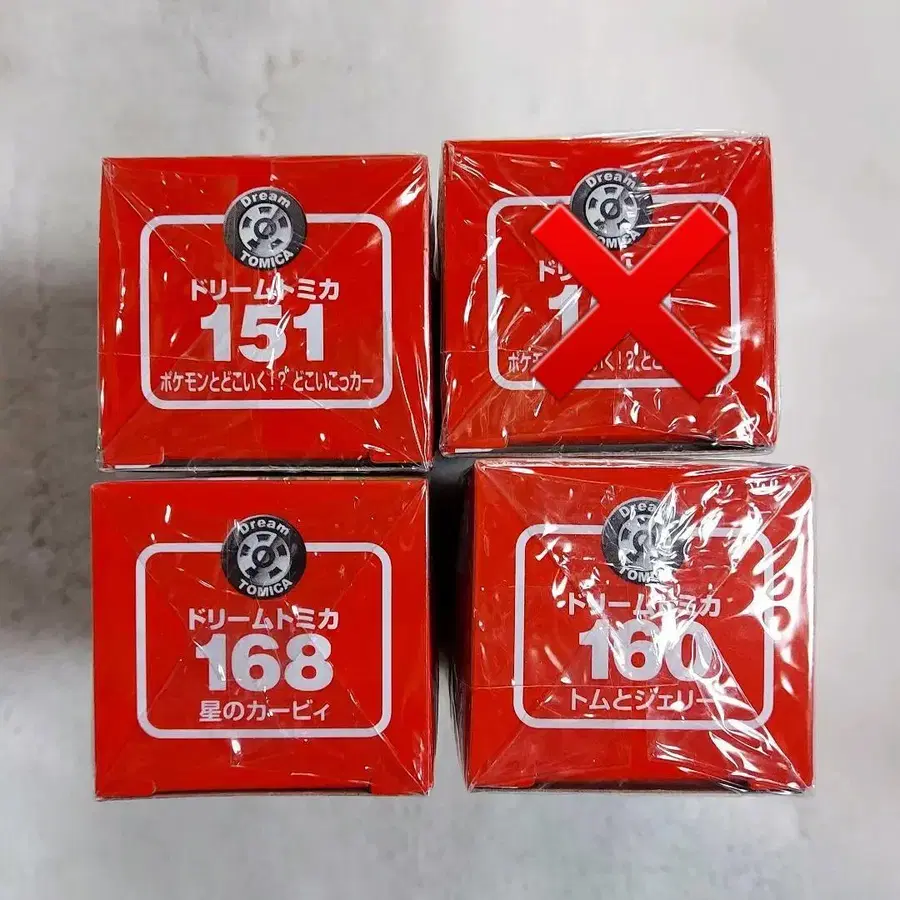 Dream
TOMICA
ドリームトミカ
151
ポケモンとどこいく!? どこいこっカー
Dream
TOMICA
ポケモ
Dream
TOMICA
ドリームトミカ
168
星のカービィ
Dream
TOMICA
ドリームトミカ
160
トムとジェリー